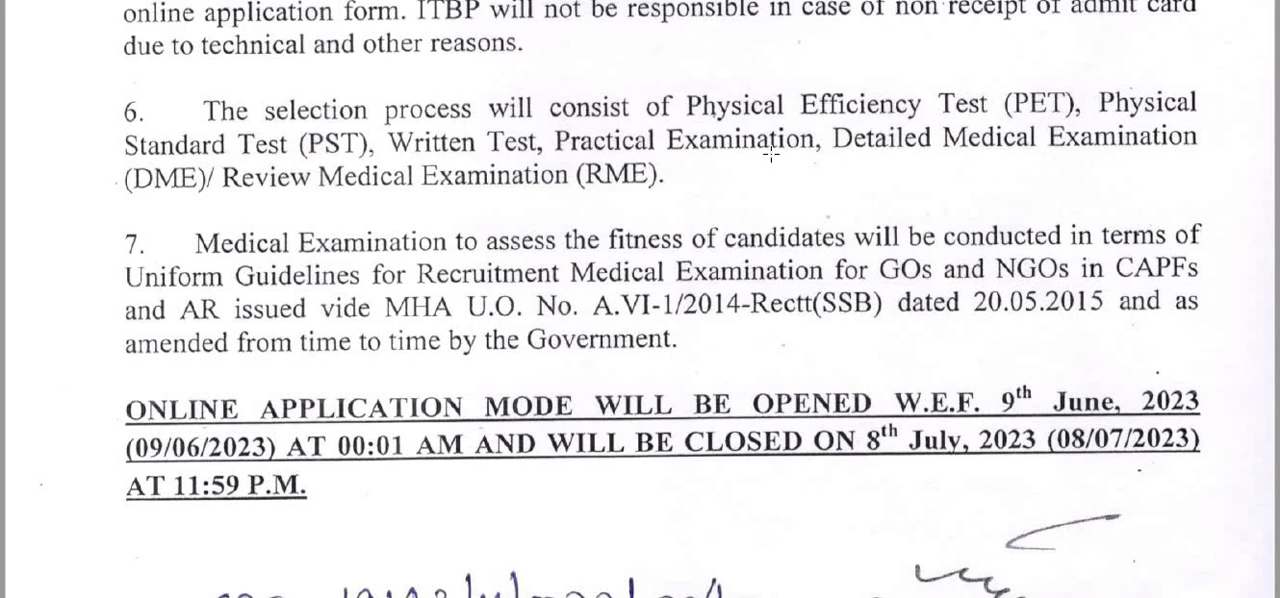 online application form. ITBP will not be responsible in case of non receipt of admit card
due to technical and other reasons.
6. The selection process will consist of Physical Efficiency Test (PET), Physical
Standard Test (PST), Written Test, Practical Examination, Detailed Medical Examination
(DME)/ Review Medical Examination (RME).
7. Medical Examination to assess the fitness of candidates will be conducted in terms of
Uniform Guidelines for Recruitment Medical Examination for GOs and NGOs in CAPFs
and AR issued vide MHA U.O. No. A.VI-1/2014-Rectt(SSB) dated 20.05.2015 and as
amended from time to time by the Government.
ONLINE APPLICATION MODE WILL BE OPENED W.E.F. 9th June, 2023
(09/06/2023) AT 00:01 AM AND WILL BE CLOSED ON 8th July, 2023 (08/07/2023)
AT 11:59 P.M.